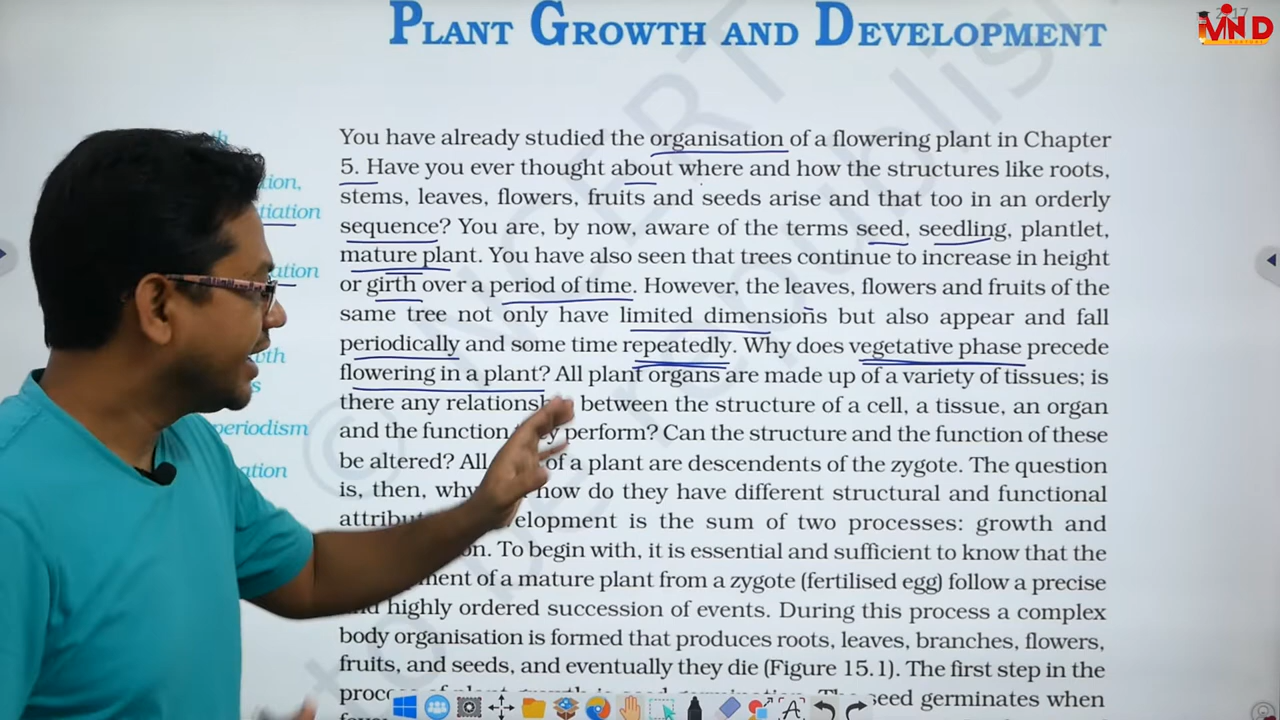 PLANT GROWTH AND DEVELOPMENT
MIND
You have already studied the organisation of a flowering plant in Chapter
5. Have you ever thought about where and how the structures like roots,
stems, leaves, flowers, fruits and seeds arise and that too in an orderly
sequence? You are, by now, aware of the terms seed, seedling, plantlet,
mature plant. You have also seen that trees continue to increase in height
or girth over a period of time. However, the leaves, flowers and fruits of the
same tree not only have limited dimensions but also appear and fall
periodically and some time repeatedly. Why does vegetative phase precede
flowering in a plant? All plant organs are made up of a variety of tissues; is
there any between the structure of a cell, a tissue, an organ
and the function perform? Can the structure and the function of these
be altered? All of a plant are descendents of the zygote. The question
is, then, why how do they have different structural and functional
is the sum of two processes: growth and
To begin with, it is essential and sufficient to know that the
of a mature plant from a zygote (fertilised egg) follow a precise
highly ordered succession of events. During this process a complex
body organisation is formed that produces roots, leaves, branches, flowers,
fruits, and seeds, and eventually they die (Figure 15.1). The first step in the
seed germinates when